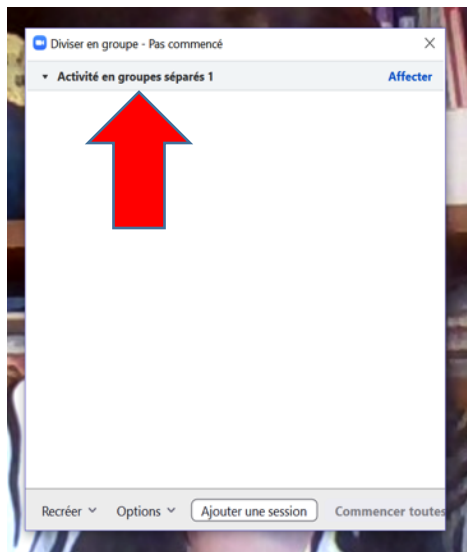 Diviser en groupe - Pas commencé
Activité en groupes séparés 1 Affecter
Recréer Options Ajouter une session Commencer toutes